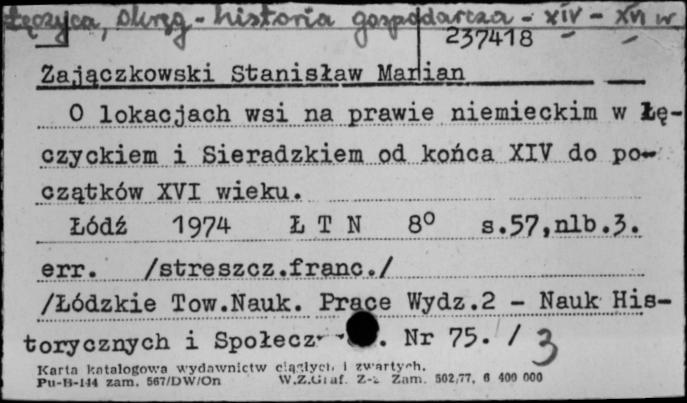 Łęczyca, Okręg - historia gospodarcza - XIV - XVI w
237418
Zajączkowski Stanisław Marian
O lokacjach wsi na prawie niemieckim w Łę-
czyckiem i Sieradzkiem od końca XIV do po-
czątków XVI wieku.
Łódź 1974 Ł T N 8° s.57,nlb.3.
err. /streszcz.franc./
/Łódzkie Tow.Nauk. Prace Wydz.2 - Nauk His-
torycznych i Społecz . Nr 75. / 3
Karta katalogowa wydawnictw ciągłych i zwartych.
Pu-B-144 zam. 567/DW/On W.Z.Graf. Z-2 Zam. 502/77, 6 400 000